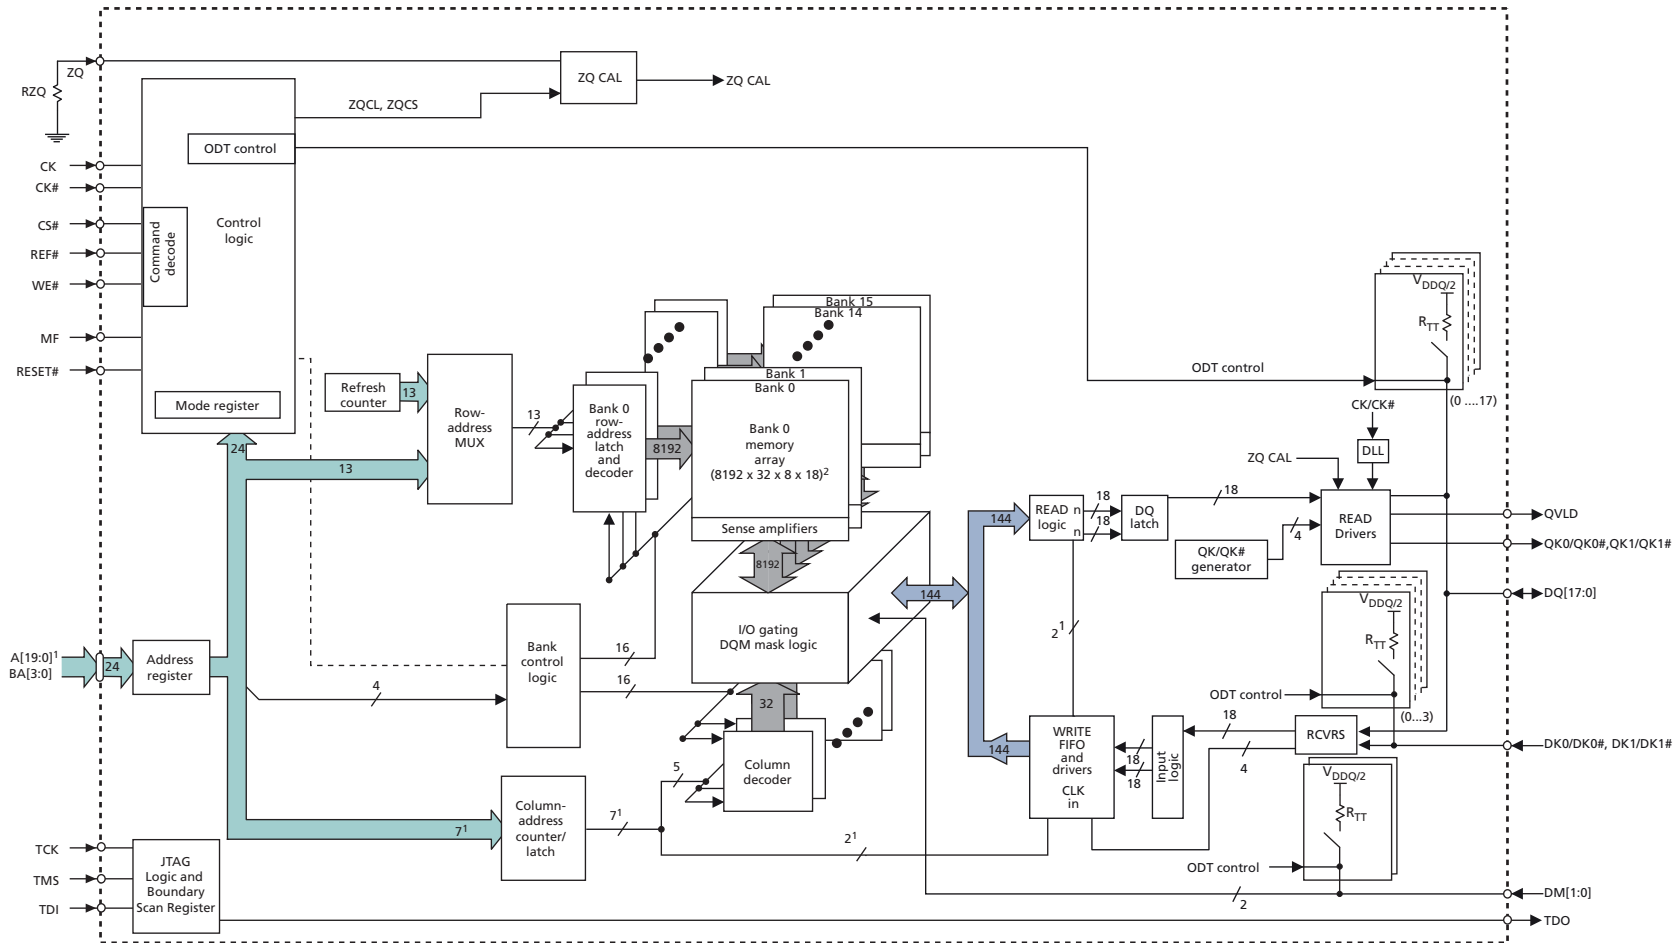 ZQ
RZQ
ZQ CAL
ZQ CAL
ZQCL, ZQCS
ODT control
CK
CK#
CS#
REF#
WE#
MF
RESET#
Command
decode
Control
logic
Mode register
24
Refresh
counter
13
Row-
address
MUX
13
13
Bank 0
row-
address
latch
and
decoder
8192
Bank 15
Bank 14
Bank 1
Bank 0
Bank 0
memory
array
(8192 x 32 x 8 x 18)²
Sense amplifiers
8192
I/O gating
DQM mask logic
144
144
READ
logic
n
n
18
18
DQ
latch
18
ZQ CAL
CK/CK#
DLL
QK/QK#
generator
4
READ
Drivers
ODT control
VDDQ/2
RTT
(0 ....17)
QVLD
QK0/QK0#,QK1/QK1#
DQ[17:0]
VDDQ/2
RTT
ODT control
(0...3)
A[19:0]¹
BA[3:0]
24
Address
register
4
Bank
control
logic
16
16
32
Column
decoder
5
7¹
Column-
address
counter/
latch
7¹
2¹
2¹
144
WRITE
FIFO
and
drivers
CLK
in
18
18
Input
logic
18
4
RCVRS
DK0/DK0#, DK1/DK1#
VDDQ/2
RTT
ODT control
2
DM[1:0]
TCK
TMS
TDI
JTAG
Logic and
Boundary
Scan Register
TDO